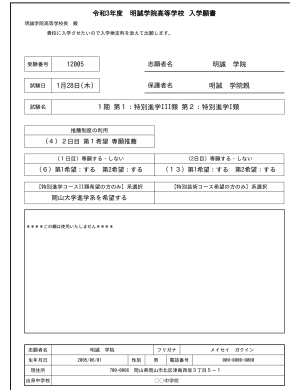 令和3年度 明誠学院高等学校 入学願書
明誠学院高等学校長 殿
貴校に入学させたいので入学検定料を添えて出願します。
受験番号 12005 志願者名 明誠 学院
試験日 1月28日(木) 保護者名 明誠 学院親
試験名 1期 第1:特別進学III類 第2:特別進学I類
推薦制度の利用
(4)2日目 第1希望 専願推薦
(1日目)専願する・しない (2日目)専願する・しない
(6)第1希望:する 第2希望:する (13)第1希望:する 第2希望:する
【特別進学コースII類希望の方のみ】系選択 【特別芸術コース希望の方のみ】系選択
岡山大学進学系を希望する
****この欄は使用いたしません****
志願者名 明誠 学院 フリガナ メイセイ ガクイン
生年月日 2005/06/01 性別 男 電話番号 000-0000-0000
現住所 700-0086 岡山県岡山市北区津島西坂3丁目5-1
出身中学校 ○○中学校